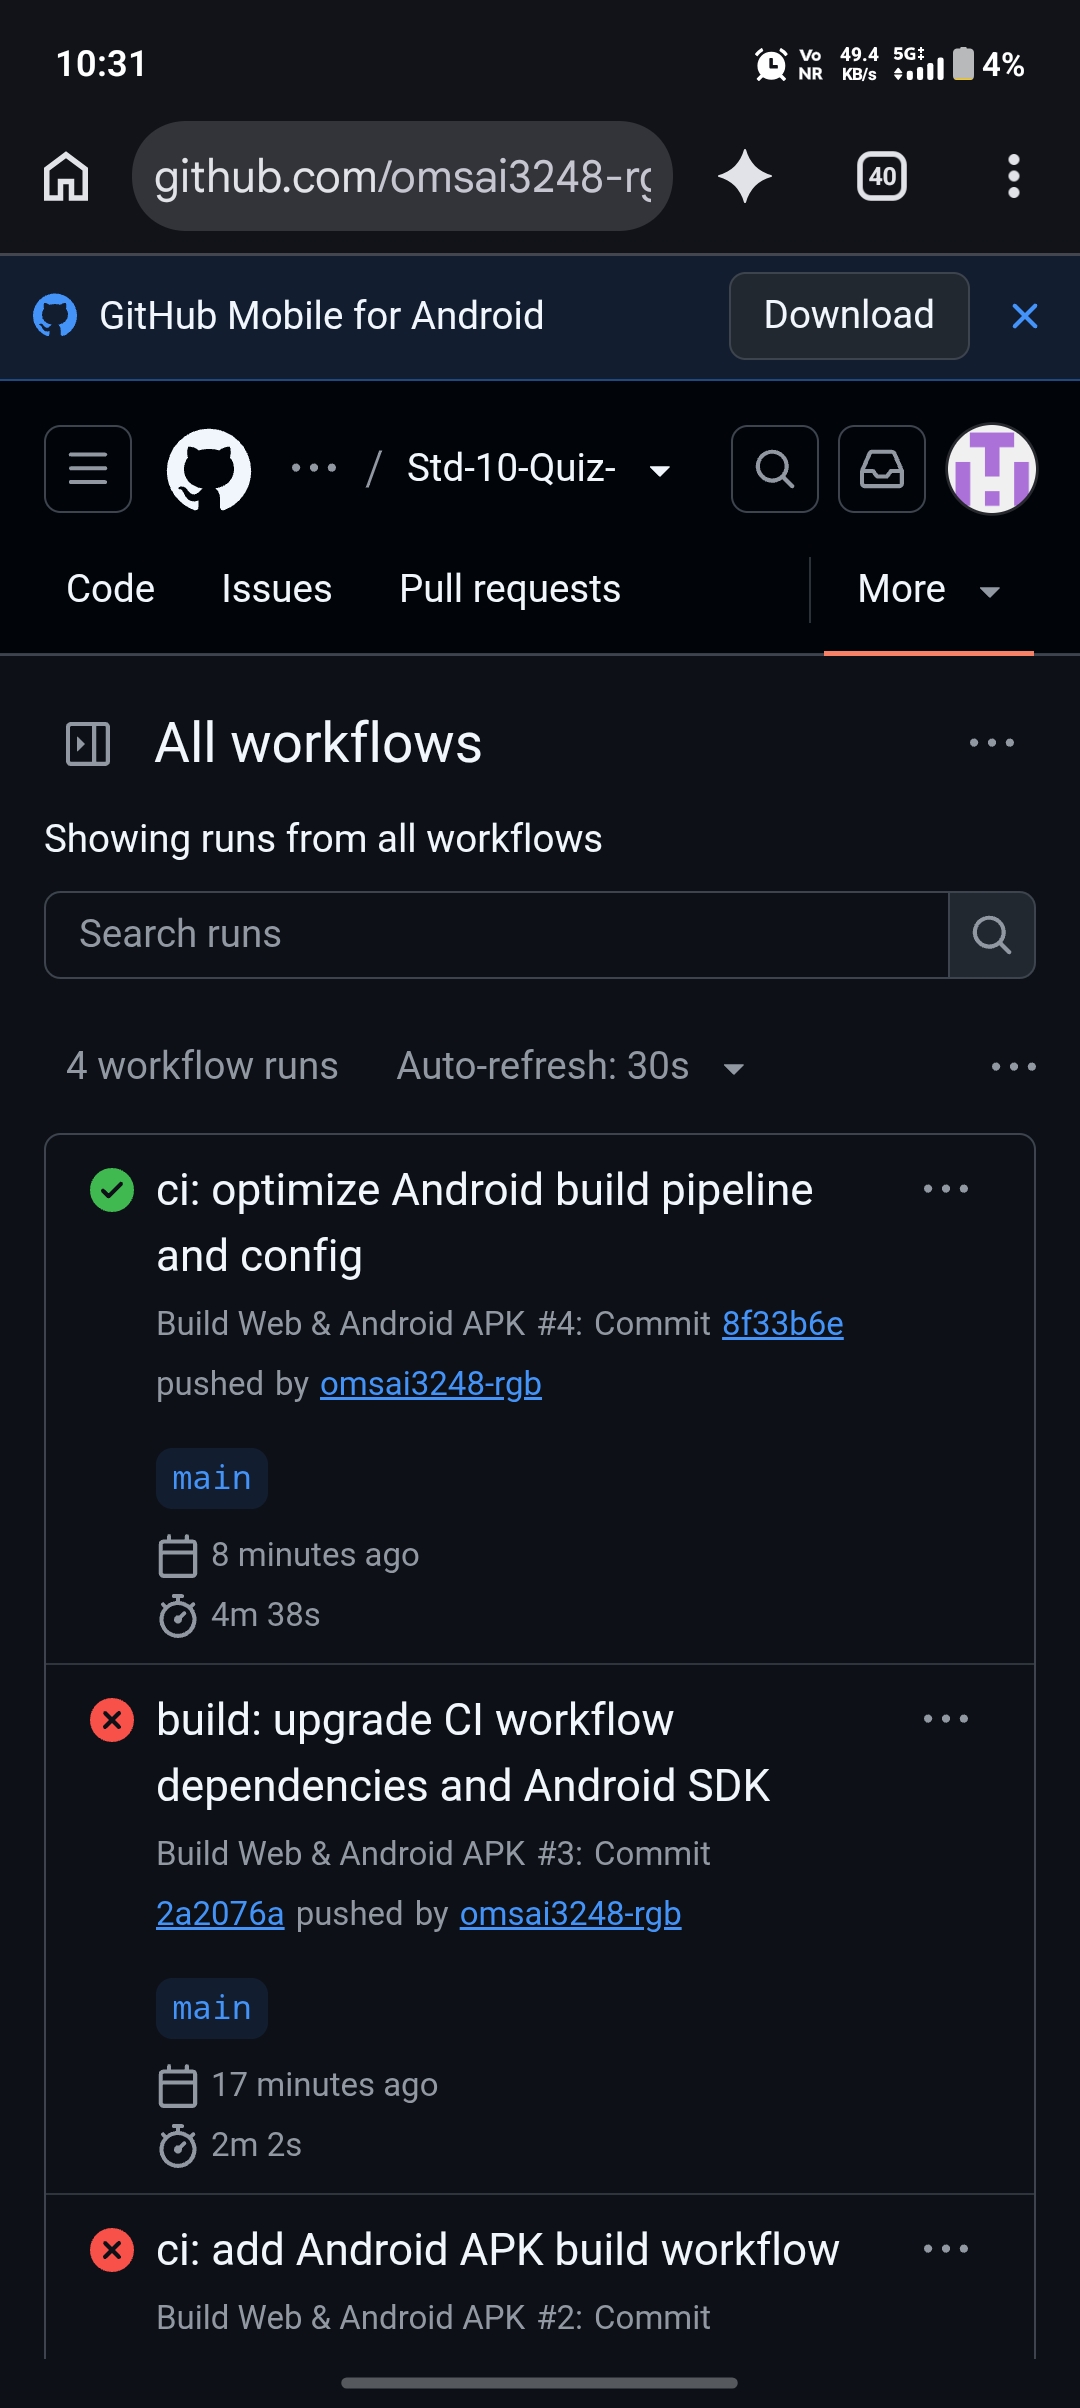 10:31
Vo NR
49.4 KB/s
5G
4%
github.com/omsai3248-rg
40
GitHub Mobile for Android
Download
/ Std-10-Quiz-
Code
Issues
Pull requests
More
All workflows
Showing runs from all workflows
Search runs
4 workflow runs
Auto-refresh: 30s
ci: optimize Android build pipeline
and config
Build Web & Android APK #4: Commit 8f33b6e
pushed by omsai3248-rgb
main
8 minutes ago
4m 38s
build: upgrade CI workflow
dependencies and Android SDK
Build Web & Android APK #3: Commit
2a2076a pushed by omsai3248-rgb
main
17 minutes ago
2m 2s
ci: add Android APK build workflow
Build Web & Android APK #2: Commit